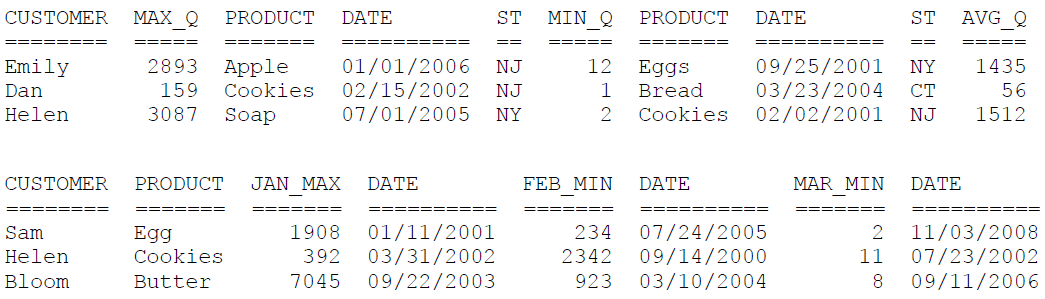 CUSTOMER  MAX_Q  PRODUCT  DATE        ST  MIN_Q  PRODUCT  DATE        ST  AVG_Q
========  =====  =======  ==========  ==  =====  =======  ==========  ==  =====
Emily      2893  Apple    01/01/2006  NJ     12  Eggs     09/25/2001  NY   1435
Dan         159  Cookies  02/15/2002  NJ      1  Bread    03/23/2004  CT     56
Helen      3087  Soap     07/01/2005  NY      2  Cookies  02/02/2001  NJ   1512
CUSTOMER  PRODUCT  JAN_MAX  DATE        FEB_MIN  DATE        MAR_MIN  DATE
========  =======  =======  ==========  =======  ==========  =======  ==========
Sam       Egg         1908  01/11/2001      234  07/24/2005        2  11/03/2008
Helen     Cookies      392  03/31/2002     2342  09/14/2000       11  07/23/2002
Bloom     Butter      7045  09/22/2003      923  03/10/2004        8  09/11/2006